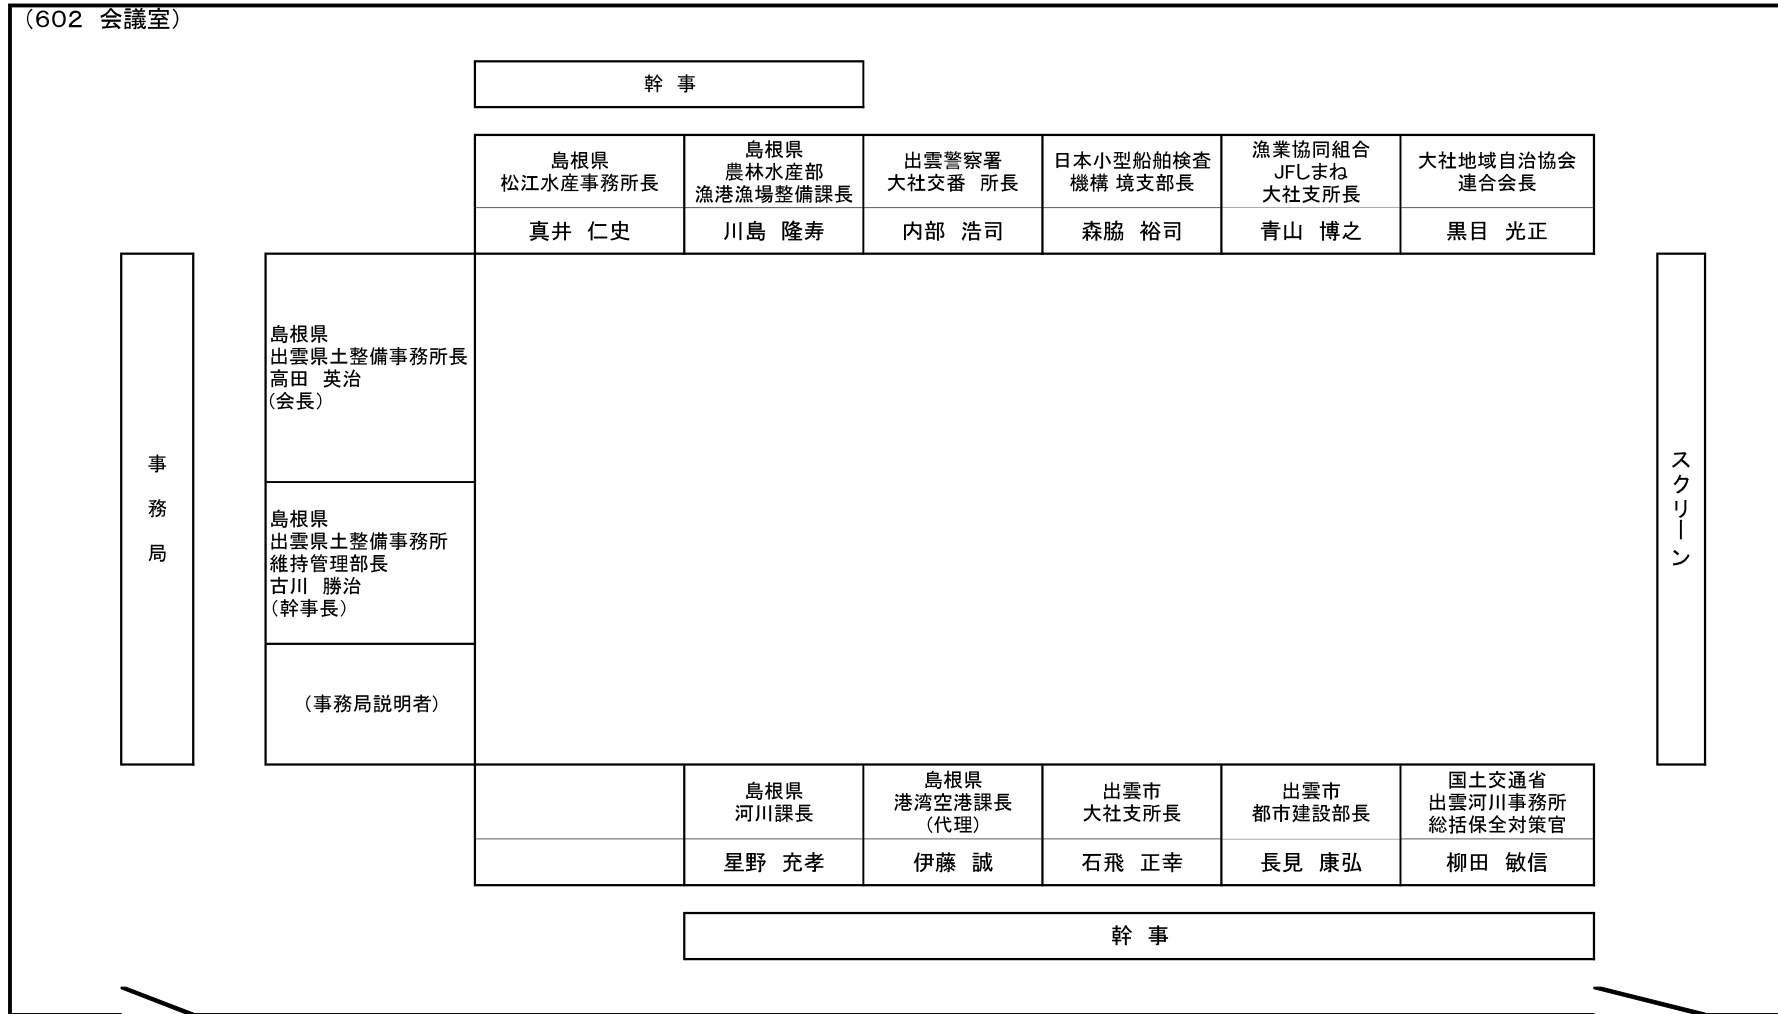 （602　会議室）
幹　事
島根県
松江水産事務所長
真井　仁史
島根県
農林水産部
漁港漁場整備課長
川島　隆寿
出雲警察署
大社交番　所長
内部　浩司
日本小型船舶検査
機構 境支部長
森脇　裕司
漁業協同組合
JFしまね
大社支所長
青山　博之
大社地域自治協会
連合会長
黒目　光正
事務局
島根県
出雲県土整備事務所長
高田　英治
（会長）
島根県
出雲県土整備事務所
維持管理部長
古川　勝治
（幹事長）
（事務局説明者）
スクリーン
島根県
河川課長
星野　充孝
島根県
港湾空港課長
（代理）
伊藤　誠
出雲市
大社支所長
石飛　正幸
出雲市
都市建設部長
長見　康弘
国土交通省
出雲河川事務所
総括保全対策官
柳田　敏信
幹　事